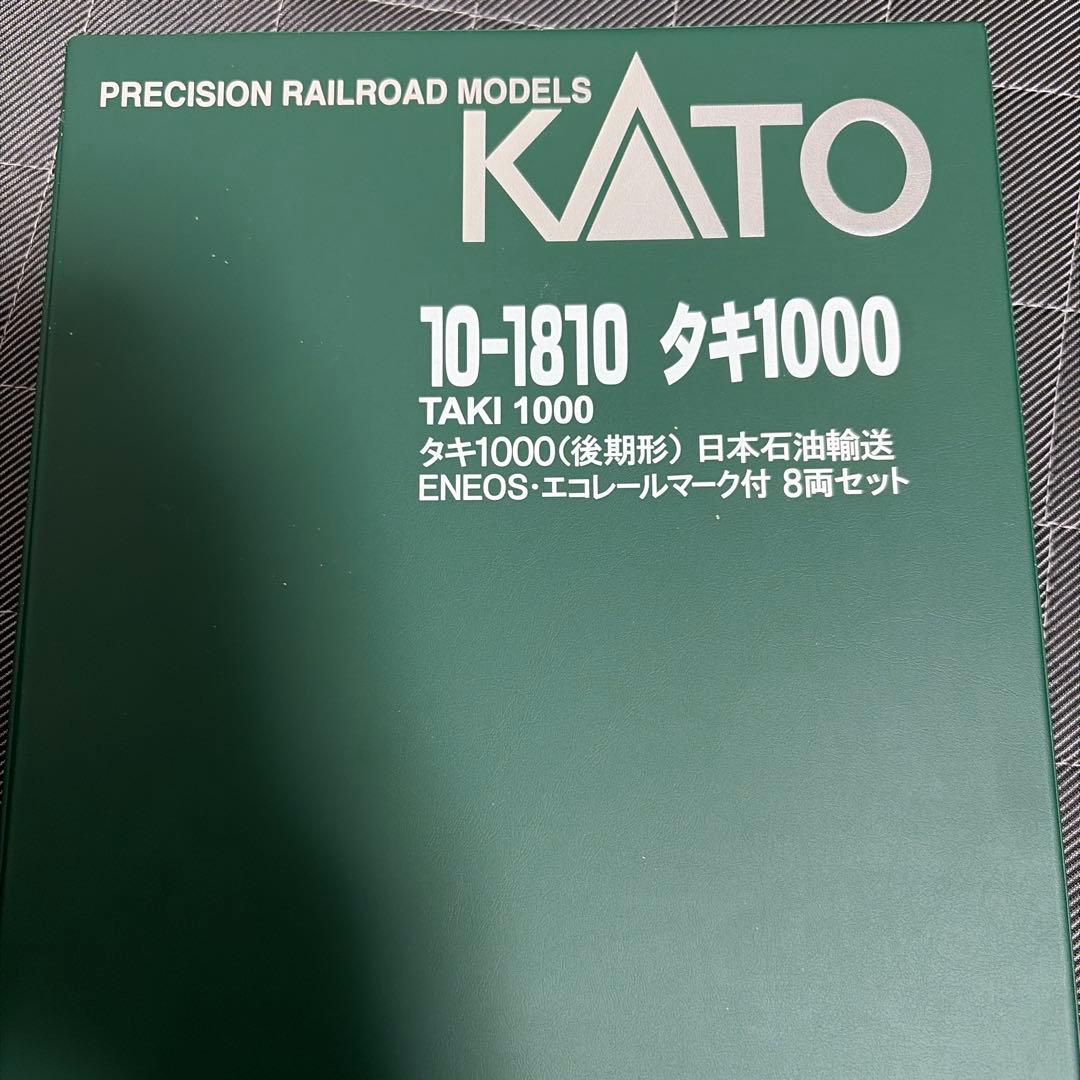 PRECISION RAILROAD MODELS
KATO
10-1810 タキ1000
TAKI 1000
タキ1000(後期形) 日本石油輸送
ENEOS・エコレールマーク付 8両セット